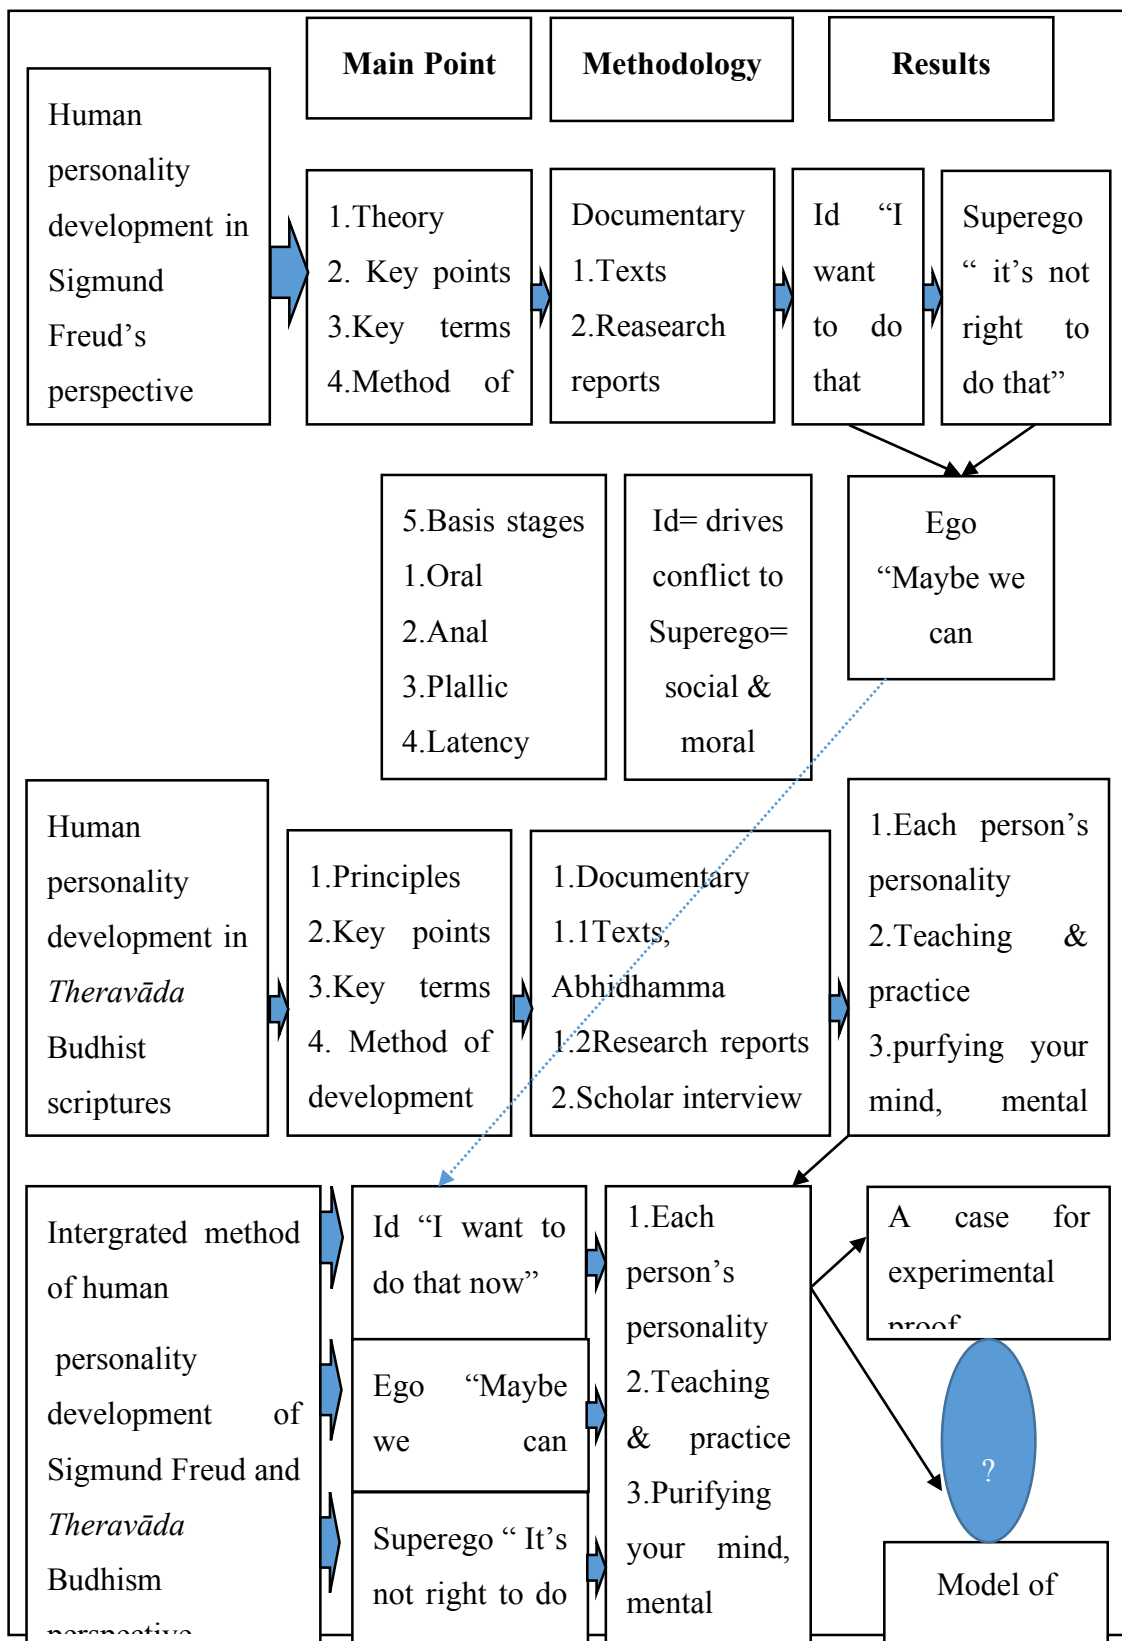 Main Point
Methodology
Results
Human
personality
development in
Sigmund
Freud’s
perspective
1.Theory
2. Key points
3.Key terms
4.Method of
Documentary
1.Texts
2.Reasearch
reports
Id “I
want
to do
that
Superego
“ it’s not
right to
do that”
5.Basis stages
1.Oral
2.Anal
3.Plallic
4.Latency
Id= drives
conflict to
Superego=
social &
moral
Ego
“Maybe we
can
Human
personality
development in
Theravāda
Budhist
scriptures
1.Principles
2.Key points
3.Key terms
4. Method of
development
1.Documentary
1.1Texts,
Abhidhamma
1.2Research reports
2.Scholar interview
1.Each person’s
personality
2.Teaching &
practice
3.purfying your
mind, mental
Intergrated method
of human
personality
development of
Sigmund Freud and
Theravāda
Budhism
perspective
Id “I want to
do that now”
Ego “Maybe
we can
Superego “ It’s
not right to do
1.Each
person’s
personality
2.Teaching
& practice
3.Purifying
your mind,
mental
A case for
experimental
proof
?
Model of